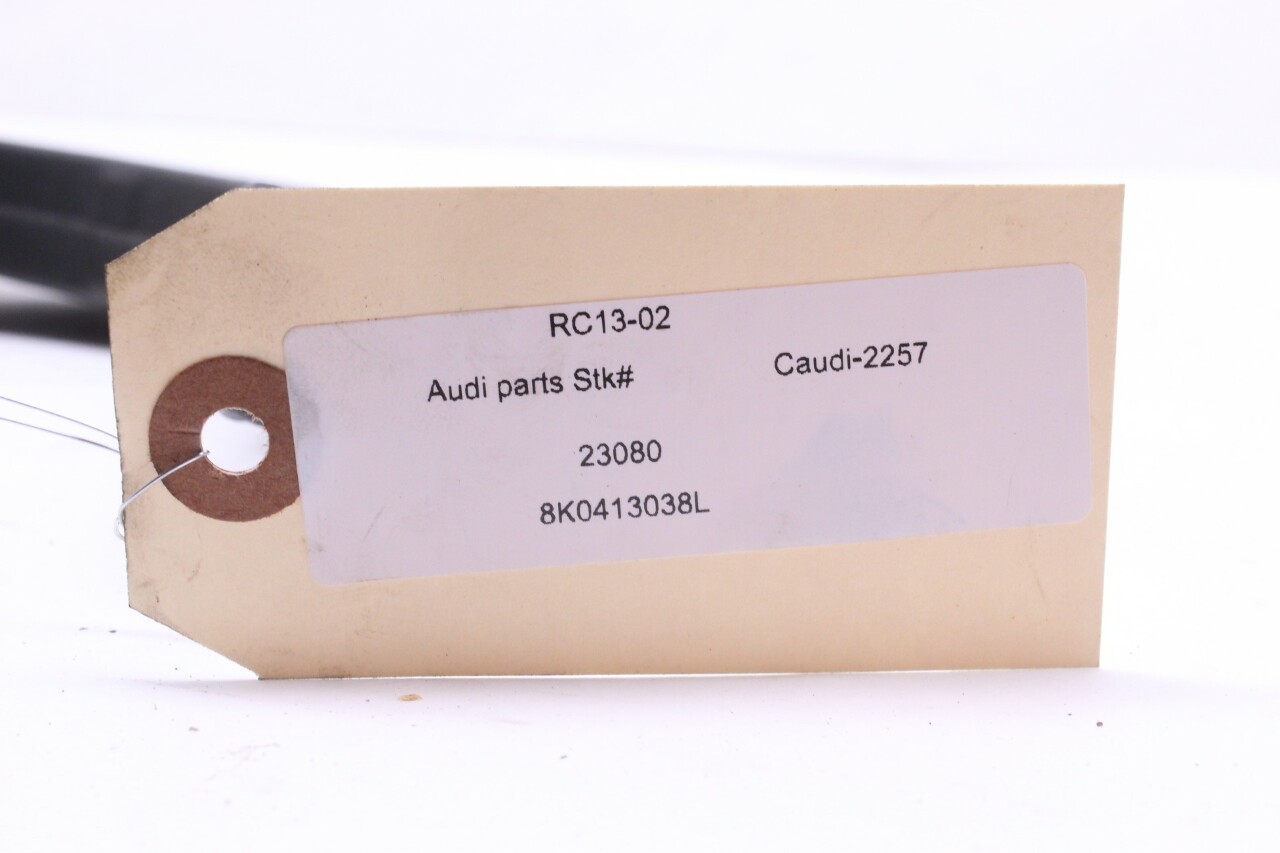 RC13-02
Audi parts Stk# Caudi-2257
23080
8K0413038L